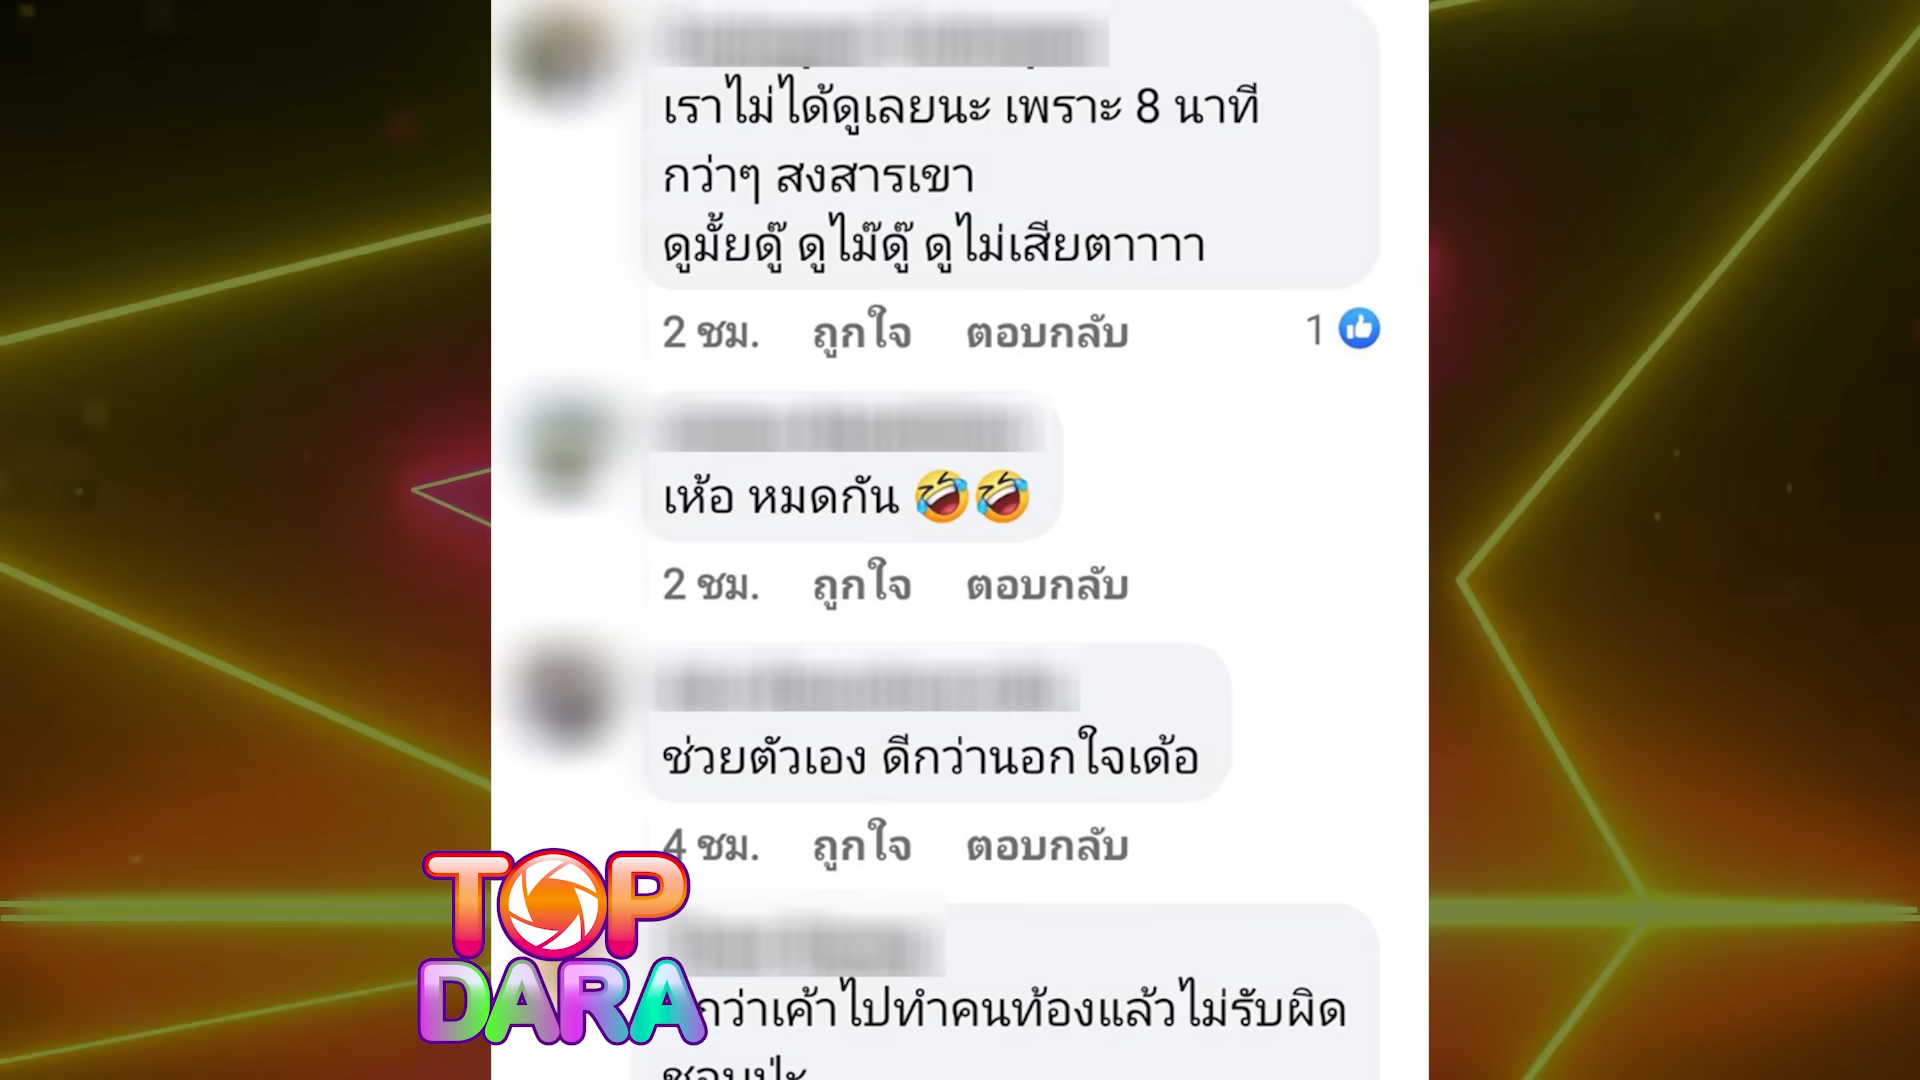 เราไม่ได้ดูเลยนะ เพราะ 8 นาที
กว่าๆ สงสารเขา
ดูมั้ยดู๊ ดูไม๊ดู๊ ดูไม่เสียตาาาา
2 ชม. ถูกใจ ตอบกลับ 1
เห้อ หมดกัน 🤣🤣
2 ชม. ถูกใจ ตอบกลับ
ช่วยตัวเอง ดีกว่านอกใจเด้อ
4 ชม. ถูกใจ ตอบกลับ
กว่าเค้าไปทำคนท้องแล้วไม่รับผิด
TOP
DARA